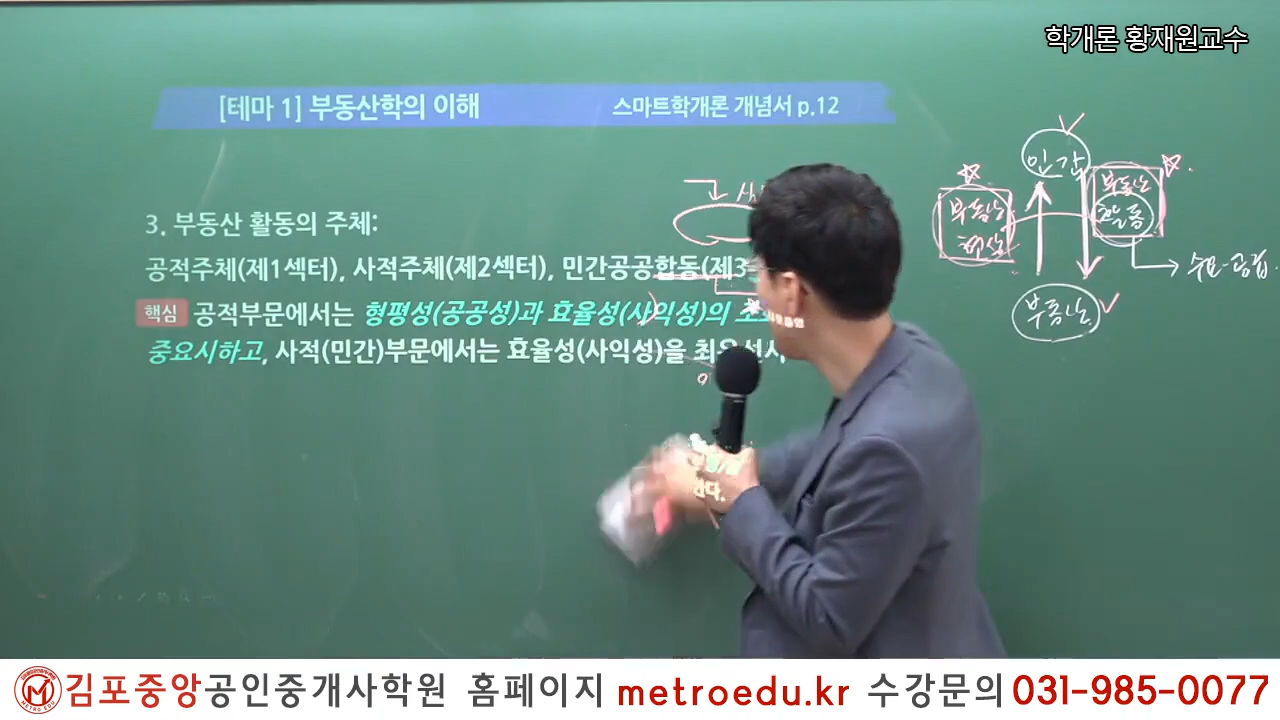 학개론 황재원교수
[테마 1] 부동산학의 이해 스마트학개론 개념서 p.12
3. 부동산 활동의 주체:
공적주체(제1섹터), 사적주체(제2섹터), 민간공공합동(제3
핵심 공적부문에서는 형평성(공공성)과 효율성(사익성)의 조
중요시하고, 사적(민간)부문에서는 효율성(사익성)을 최우선시
한다.
인간
부동산
현상
부동산
활동
수요-공급
부동산
METRO EDU
김포중앙공인중개사학원 홈페이지 metroedu.kr 수강문의 031-985-0077